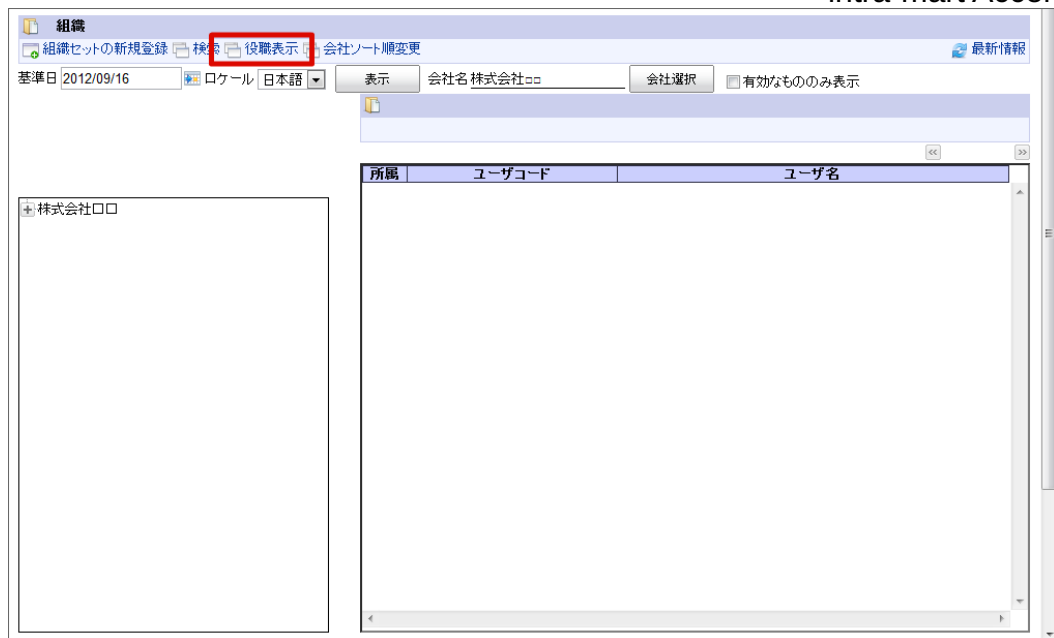 組織
組織セットの新規登録 検索 役職表示 会社ソート順変更 最新情報
基準日 2012/09/16 ロケール 日本語 表示 会社名 株式会社□□ 会社選択 有効なもののみ表示
<< >>
所属 ユーザコード ユーザ名
株式会社ロロ